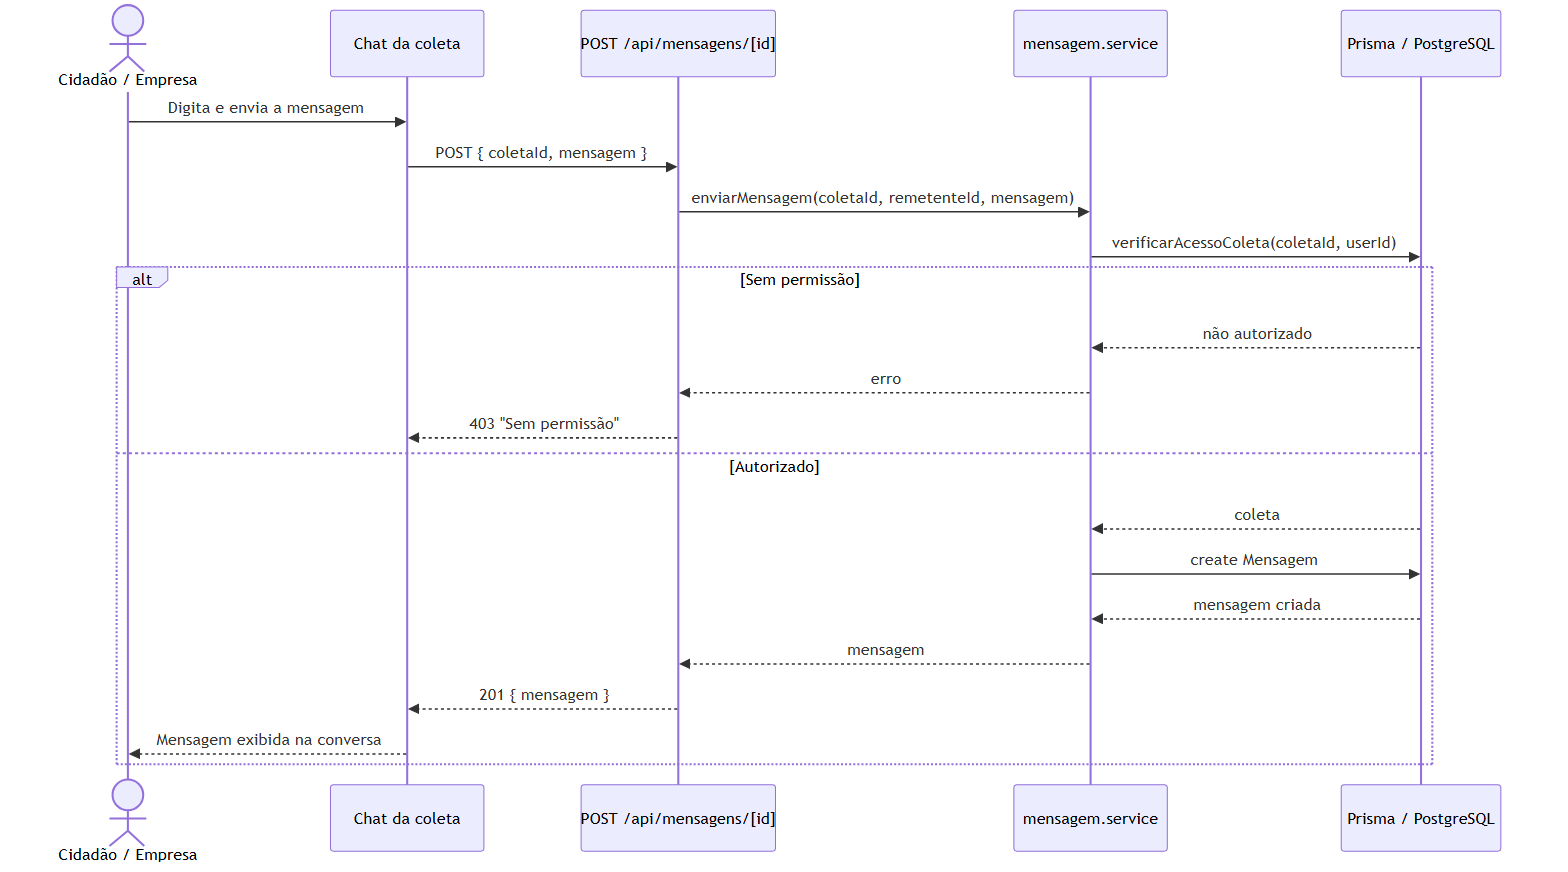 Cidadão / Empresa
Chat da coleta
POST /api/mensagens/[id]
mensagem.service
Prisma / PostgreSQL
Digita e envia a mensagem
POST { coletaId, mensagem }
enviarMensagem(coletaId, remetenteId, mensagem)
verificarAcessoColeta(coletaId, userId)
alt
[Sem permissão]
não autorizado
erro
403 "Sem permissão"
[Autorizado]
coleta
create Mensagem
mensagem criada
mensagem
201 { mensagem }
Mensagem exibida na conversa
Cidadão / Empresa
Chat da coleta
POST /api/mensagens/[id]
mensagem.service
Prisma / PostgreSQL